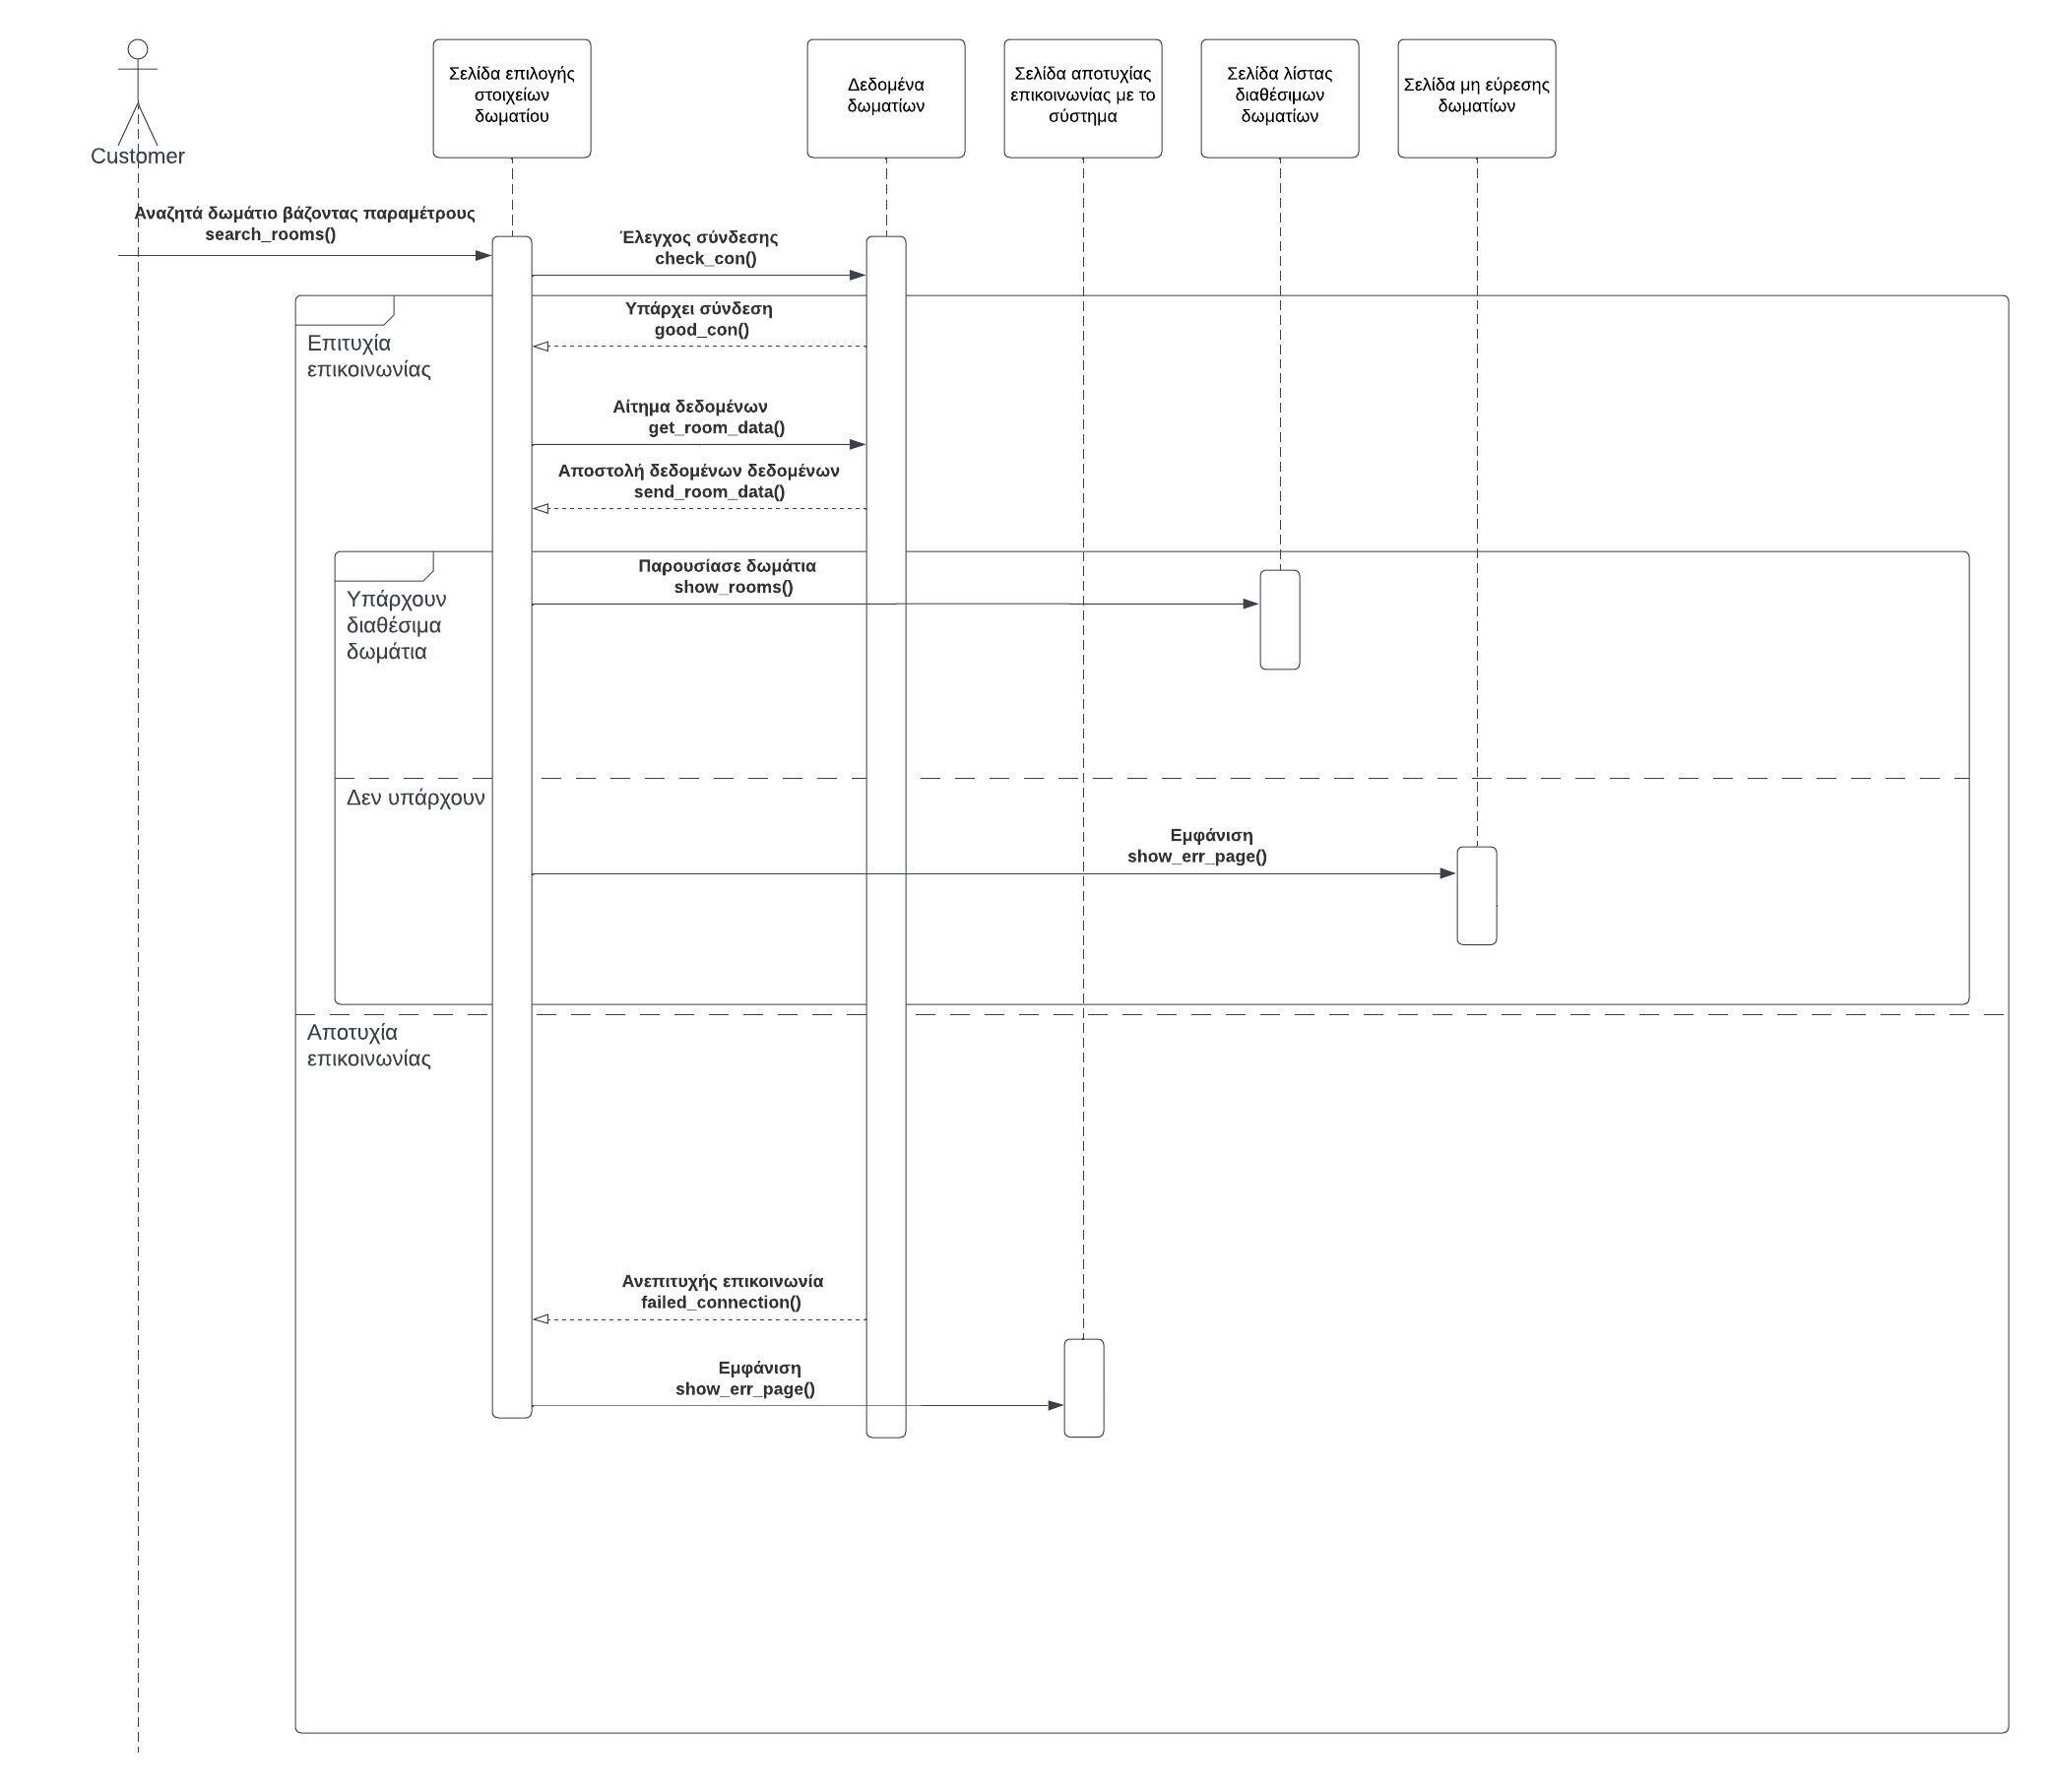 Customer
Σελίδα επιλογής
στοιχείων
δωματίου
Δεδομένα
δωματίων
Σελίδα αποτυχίας
επικοινωνίας με το
σύστημα
Σελίδα λίστας
διαθέσιμων
δωματίων
Σελίδα μη εύρεσης
δωματίων
Αναζητά δωμάτιο βάζοντας παραμέτρους
search_rooms()
Έλεγχος σύνδεσης
check_con()
Υπάρχει σύνδεση
good_con()
Επιτυχία
επικοινωνίας
Αίτημα δεδομένων
get_room_data()
Αποστολή δεδομένων δεδομένων
send_room_data()
Παρουσίασε δωμάτια
show_rooms()
Υπάρχουν
διαθέσιμα
δωμάτια
Δεν υπάρχουν
Εμφάνιση
show_err_page()
Αποτυχία
επικοινωνίας
Ανεπιτυχής επικοινωνία
failed_connection()
Εμφάνιση
show_err_page()